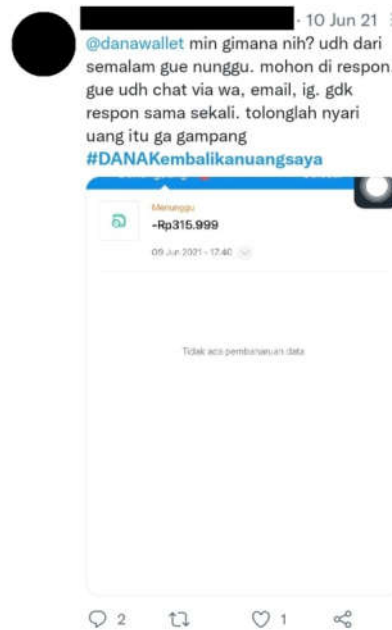 · 10 Jun 21
@danawallet min gimana nih? udh dari
semalam gue nunggu. mohon di respon
gue udh chat via wa, email, ig. gdk
respon sama sekali. tolonglah nyari
uang itu ga gampang
#DANAKembalikanuangsaya
Menunggu
-Rp315.999
09 Jun 2021 - 17:40
Tidak ada pembaharuan data
2 1